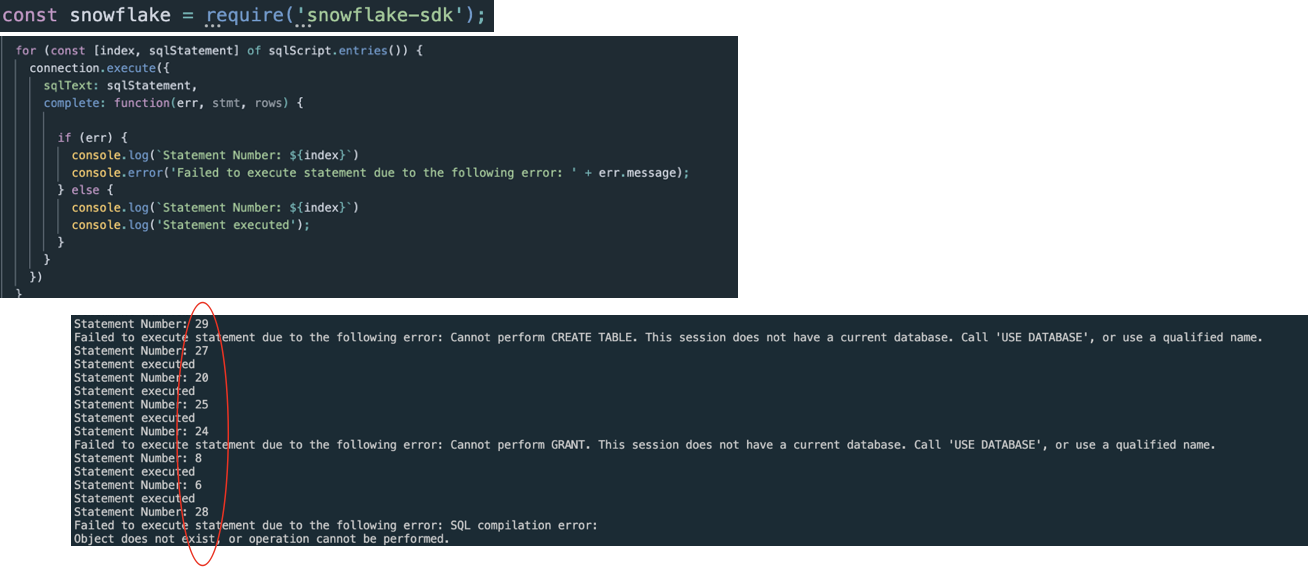 const snowflake = require('snowflake-sdk');
for (const [index, sqlStatement] of sqlScript.entries()) {
connection.execute({
sqlText: sqlStatement,
complete: function(err, stmt, rows) {
if (err) {
console.log(`Statement Number: ${index}`)
console.error('Failed to execute statement due to the following error: ' + err.message);
} else {
console.log(`Statement Number: ${index}`)
console.log('Statement executed');
}
}
})
}
Statement Number: 29
Failed to execute statement due to the following error: Cannot perform CREATE TABLE. This session does not have a current database. Call 'USE DATABASE', or use a qualified name.
Statement Number: 27
Statement executed
Statement Number: 20
Statement executed
Statement Number: 25
Statement executed
Statement Number: 24
Failed to execute statement due to the following error: Cannot perform GRANT. This session does not have a current database. Call 'USE DATABASE', or use a qualified name.
Statement Number: 8
Statement executed
Statement Number: 6
Statement executed
Statement Number: 28
Failed to execute statement due to the following error: SQL compilation error:
Object does not exist, or operation cannot be performed.